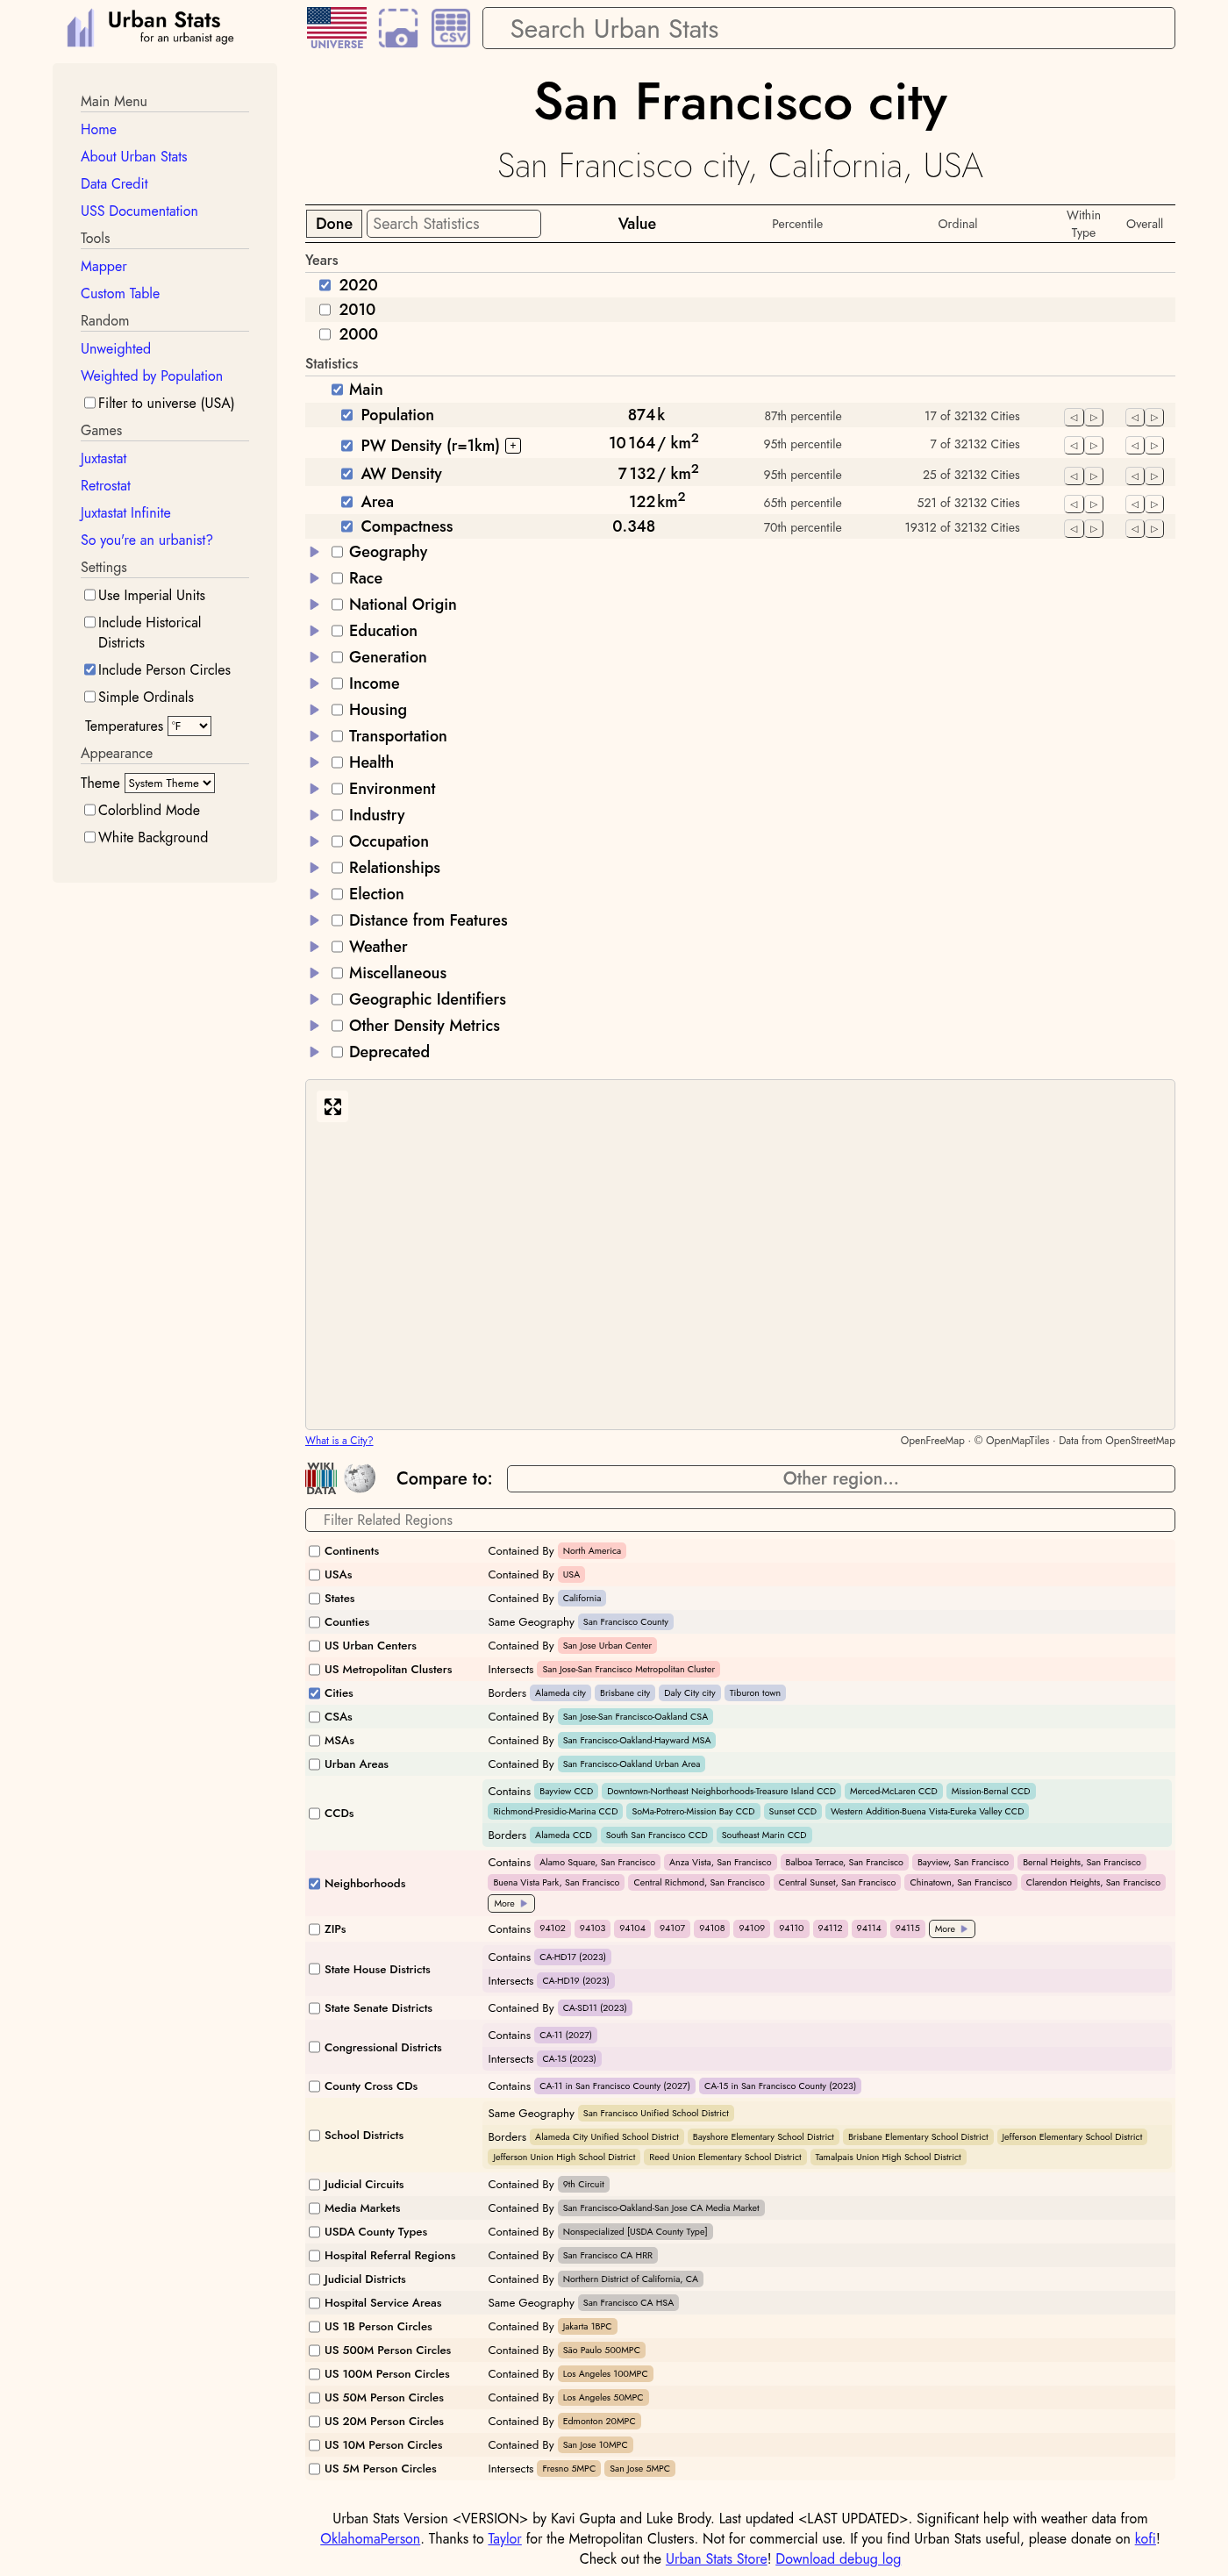 Urban Stats
for an urbanist age
UNIVERSE
CSV
Search Urban Stats
Main Menu
Home
About Urban Stats
Data Credit
USS Documentation
Tools
Mapper
Custom Table
Random
Unweighted
Weighted by Population
Filter to universe (USA)
Games
Juxtastat
Retrostat
Juxtastat Infinite
So you're an urbanist?
Settings
Use Imperial Units
Include Historical
Districts
Include Person Circles
Simple Ordinals
Temperatures °F
Appearance
Theme System Theme
Colorblind Mode
White Background
San Francisco city
San Francisco city, California, USA
Done Search Statistics Value Percentile Ordinal Within Type Overall
Years
2020
2010
2000
Statistics
Main
Population 874k 87th percentile 17 of 32132 Cities
PW Density (r=1km) + 10 164 / km2 95th percentile 7 of 32132 Cities
AW Density 7 132 / km2 95th percentile 25 of 32132 Cities
Area 122 km2 65th percentile 521 of 32132 Cities
Compactness 0.348 70th percentile 19312 of 32132 Cities
Geography
Race
National Origin
Education
Generation
Income
Housing
Transportation
Health
Environment
Industry
Occupation
Relationships
Election
Distance from Features
Weather
Miscellaneous
Geographic Identifiers
Other Density Metrics
Deprecated
What is a City? OpenFreeMap · © OpenMapTiles · Data from OpenStreetMap
WIKI
DATA
Compare to: Other region...
Filter Related Regions
Continents Contained By North America
USAs Contained By USA
States Contained By California
Counties Same Geography San Francisco County
US Urban Centers Contained By San Jose Urban Center
US Metropolitan Clusters Intersects San Jose-San Francisco Metropolitan Cluster
Cities Borders Alameda city Brisbane city Daly City city Tiburon town
CSAs Contained By San Jose-San Francisco-Oakland CSA
MSAs Contained By San Francisco-Oakland-Hayward MSA
Urban Areas Contained By San Francisco-Oakland Urban Area
CCDs
Contains Bayview CCD Downtown-Northeast Neighborhoods-Treasure Island CCD Merced-McLaren CCD Mission-Bernal CCD
Richmond-Presidio-Marina CCD SoMa-Potrero-Mission Bay CCD Sunset CCD Western Addition-Buena Vista-Eureka Valley CCD
Borders Alameda CCD South San Francisco CCD Southeast Marin CCD
Neighborhoods
Contains Alamo Square, San Francisco Anza Vista, San Francisco Balboa Terrace, San Francisco Bayview, San Francisco Bernal Heights, San Francisco
Buena Vista Park, San Francisco Central Richmond, San Francisco Central Sunset, San Francisco Chinatown, San Francisco Clarendon Heights, San Francisco
More
ZIPs Contains 94102 94103 94104 94107 94108 94109 94110 94112 94114 94115 More
State House Districts
Contains CA-HD17 (2023)
Intersects CA-HD19 (2023)
State Senate Districts Contained By CA-SD11 (2023)
Congressional Districts
Contains CA-11 (2027)
Intersects CA-15 (2023)
County Cross CDs Contains CA-11 in San Francisco County (2027) CA-15 in San Francisco County (2023)
School Districts
Same Geography San Francisco Unified School District
Borders Alameda City Unified School District Bayshore Elementary School District Brisbane Elementary School District Jefferson Elementary School District
Jefferson Union High School District Reed Union Elementary School District Tamalpais Union High School District
Judicial Circuits Contained By 9th Circuit
Media Markets Contained By San Francisco-Oakland-San Jose CA Media Market
USDA County Types Contained By Nonspecialized [USDA County Type]
Hospital Referral Regions Contained By San Francisco CA HRR
Judicial Districts Contained By Northern District of California, CA
Hospital Service Areas Same Geography San Francisco CA HSA
US 1B Person Circles Contained By Jakarta 1BPC
US 500M Person Circles Contained By São Paulo 500MPC
US 100M Person Circles Contained By Los Angeles 100MPC
US 50M Person Circles Contained By Los Angeles 50MPC
US 20M Person Circles Contained By Edmonton 20MPC
US 10M Person Circles Contained By San Jose 10MPC
US 5M Person Circles Intersects Fresno 5MPC San Jose 5MPC
Urban Stats Version <VERSION> by Kavi Gupta and Luke Brody. Last updated <LAST UPDATED>. Significant help with weather data from
OklahomaPerson. Thanks to Taylor for the Metropolitan Clusters. Not for commercial use. If you find Urban Stats useful, please donate on kofi!
Check out the Urban Stats Store! Download debug log